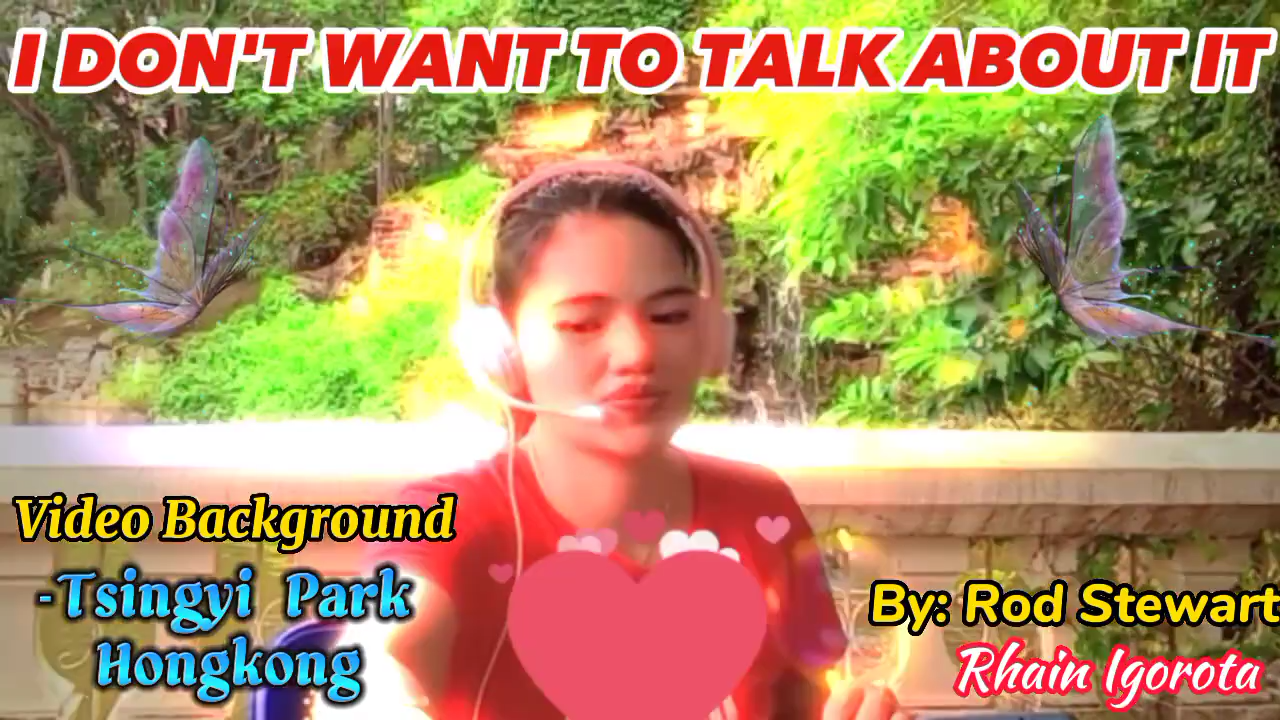 I DON'T WANT TO TALK ABOUT IT
Video Background
-Tsingyi Park
Hongkong
By: Rod Stewart
Rhain Igorota